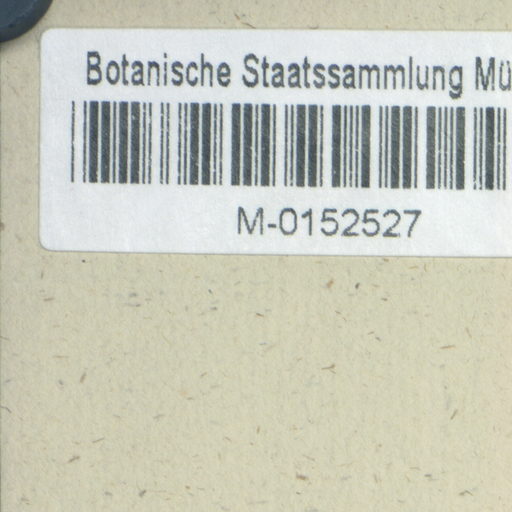 Botanische Staatssammlung Mü
M-0152527